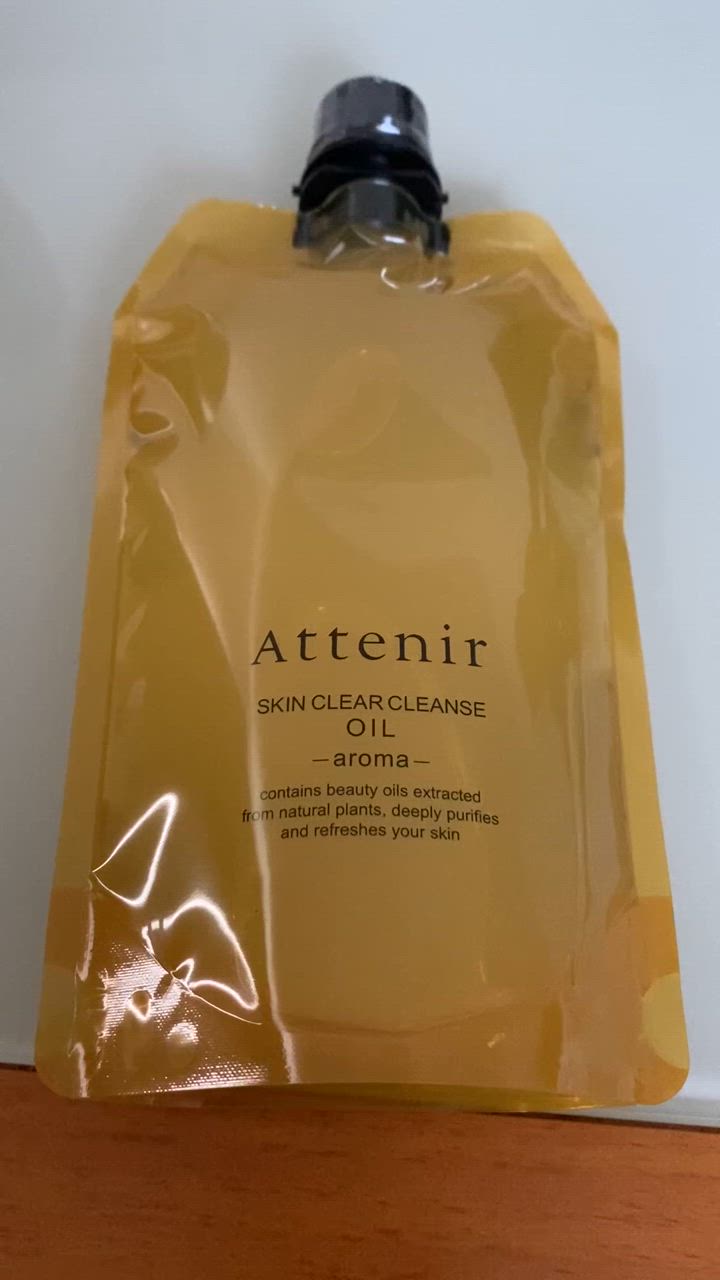 Attenir
SKIN CLEAR CLEANSE
OIL
—aroma—
contains beauty oils extracted
from natural plants, deeply purifies
and refreshes your skin